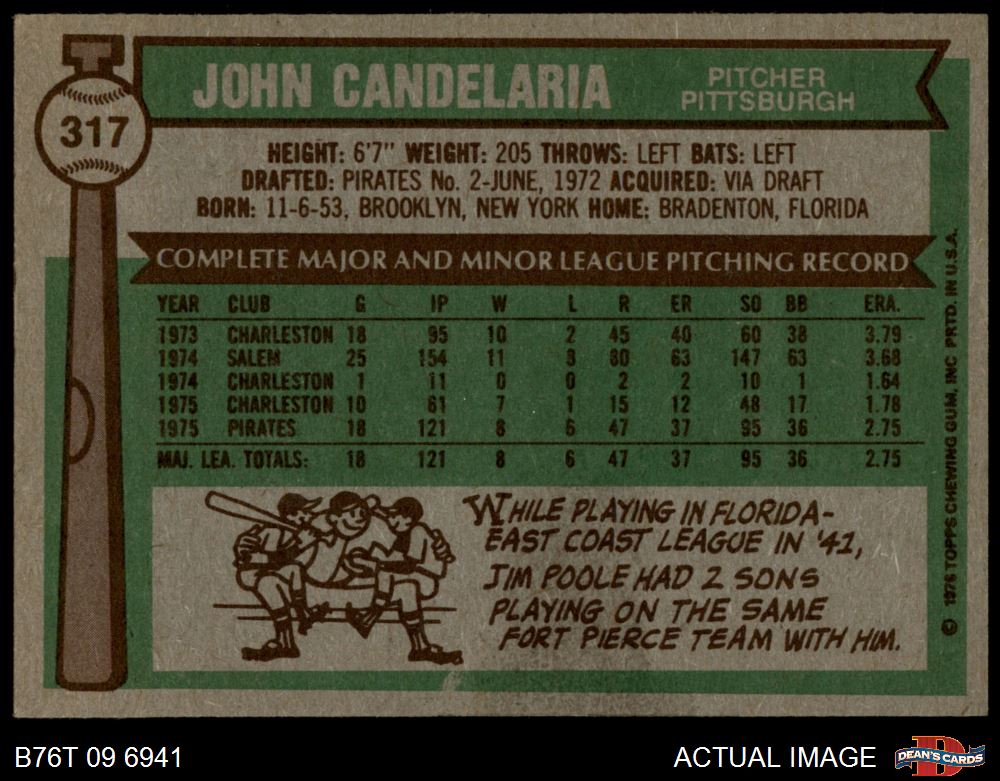 JOHN CANDELARIA
PITCHER
PITTSBURGH
317
HEIGHT: 6'7" WEIGHT: 205 THROWS: LEFT BATS: LEFT
DRAFTED: PIRATES No. 2-JUNE, 1972 ACQUIRED: VIA DRAFT
BORN: 11-6-53, BROOKLYN, NEW YORK HOME: BRADENTON, FLORIDA
COMPLETE MAJOR AND MINOR LEAGUE PITCHING RECORD
YEAR CLUB G IP W L R ER SO BB ERA.
1973 CHARLESTON 18 95 10 2 45 40 60 38 3.79
1974 SALEM 25 154 11 8 80 63 147 63 3.68
1974 CHARLESTON 1 11 0 0 2 2 10 1 1.64
1975 CHARLESTON 10 61 7 1 15 12 48 17 1.78
1975 PIRATES 18 121 8 6 47 37 95 36 2.75
MAJ. LEA. TOTALS: 18 121 8 6 47 37 95 36 2.75
WHILE PLAYING IN FLORIDA-
EAST COAST LEAGUE IN '41,
JIM POOLE HAD 2 SONS
PLAYING ON THE SAME
FORT PIERCE TEAM WITH HIM.
© 1976 TOPPS CHEWING GUM, INC PRTD. IN U.S.A.
B76T 09 6941
ACTUAL IMAGE
D
DEAN'S CARDS